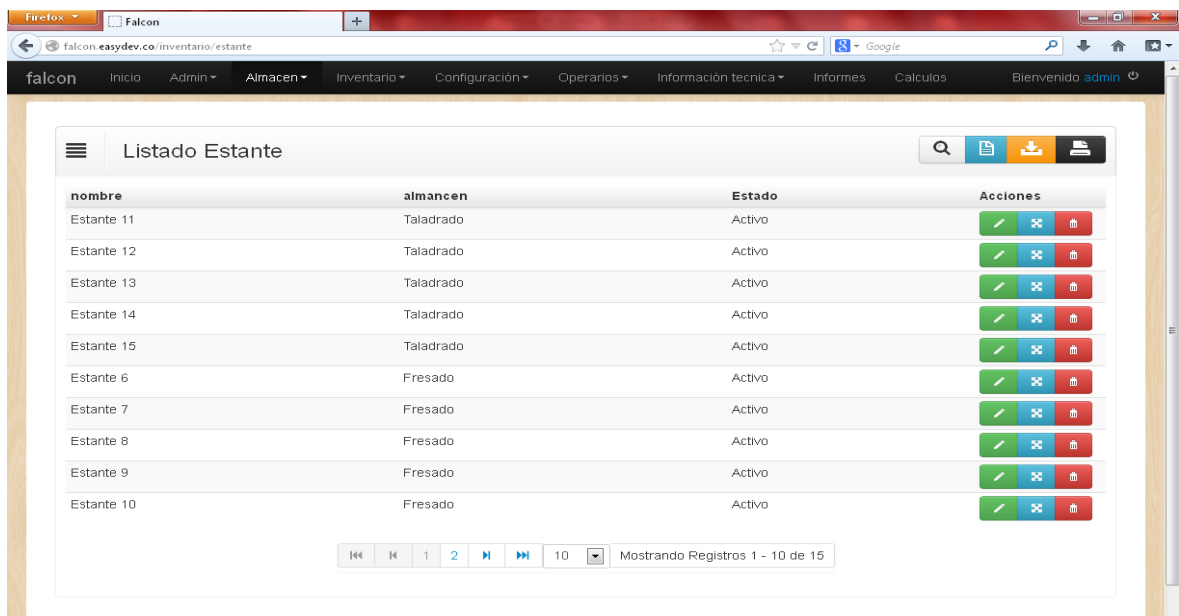 Firefox
Falcon
falcon.easydev.co/inventario/estante
Google
falcon Inicio Admin Almacen Inventario Configuración Operarios Información tecnica Informes Calculos Bienvenido admin
Listado Estante
nombre almancen Estado Acciones
Estante 11 Taladrado Activo
Estante 12 Taladrado Activo
Estante 13 Taladrado Activo
Estante 14 Taladrado Activo
Estante 15 Taladrado Activo
Estante 6 Fresado Activo
Estante 7 Fresado Activo
Estante 8 Fresado Activo
Estante 9 Fresado Activo
Estante 10 Fresado Activo
1 2 10 Mostrando Registros 1 - 10 de 15